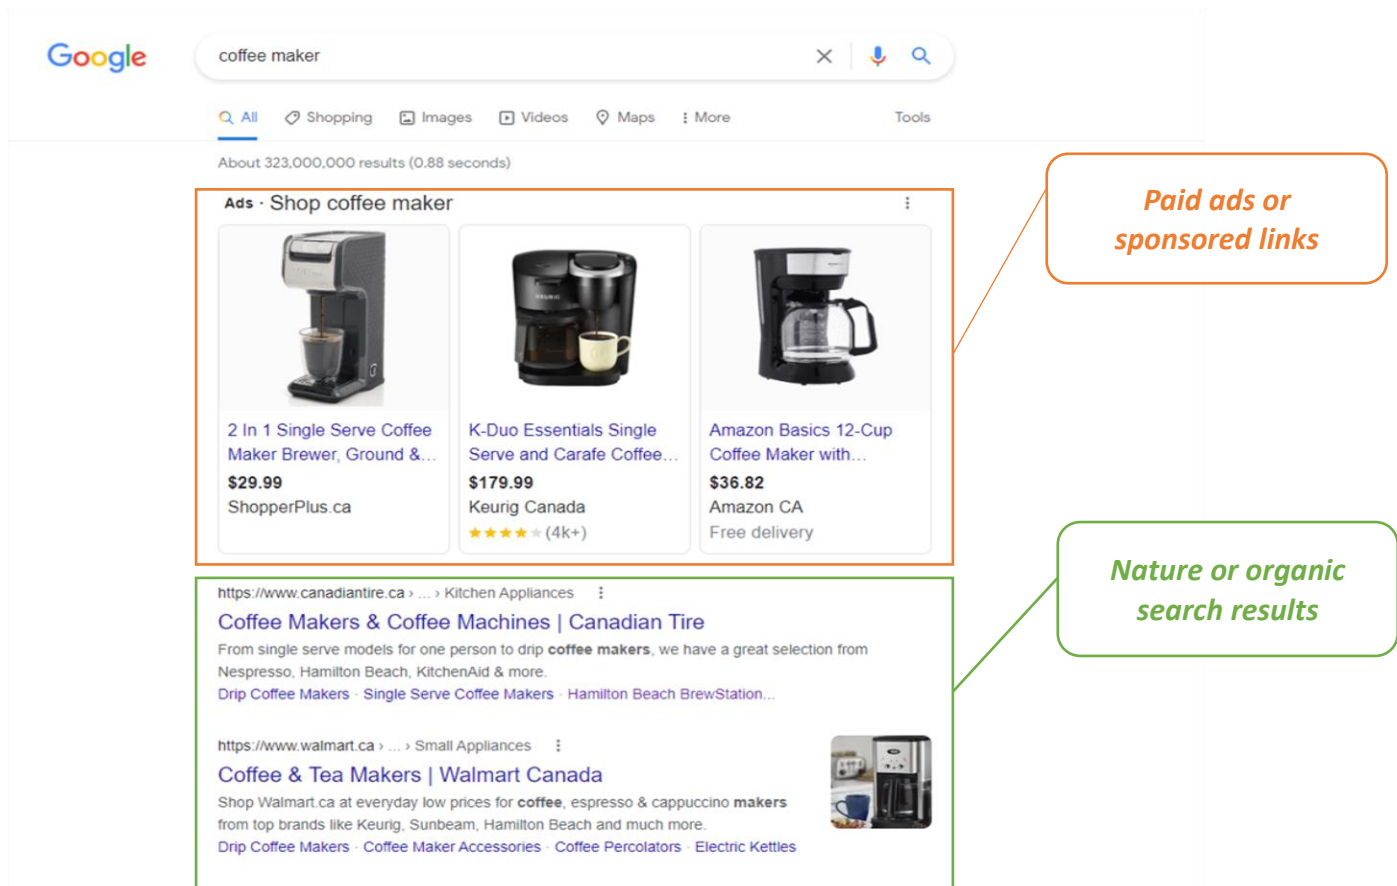 Google
coffee maker
All Shopping Images Videos Maps More Tools
About 323,000,000 results (0.88 seconds)
Ads · Shop coffee maker
Paid ads or
sponsored links
KEURIG
2 In 1 Single Serve Coffee
Maker Brewer, Ground &...
$29.99
ShopperPlus.ca
K-Duo Essentials Single
Serve and Carafe Coffee...
$179.99
Keurig Canada
(4k+)
Amazon Basics 12-Cup
Coffee Maker with...
$36.82
Amazon CA
Free delivery
Nature or organic
search results
https://www.canadiantire.ca › ... › Kitchen Appliances
Coffee Makers & Coffee Machines | Canadian Tire
From single serve models for one person to drip coffee makers, we have a great selection from
Nespresso, Hamilton Beach, KitchenAid & more.
Drip Coffee Makers · Single Serve Coffee Makers · Hamilton Beach BrewStation...
https://www.walmart.ca › ... › Small Appliances
Coffee & Tea Makers | Walmart Canada
Shop Walmart.ca at everyday low prices for coffee, espresso & cappuccino makers
from top brands like Keurig, Sunbeam, Hamilton Beach and much more.
Drip Coffee Makers · Coffee Maker Accessories · Coffee Percolators · Electric Kettles